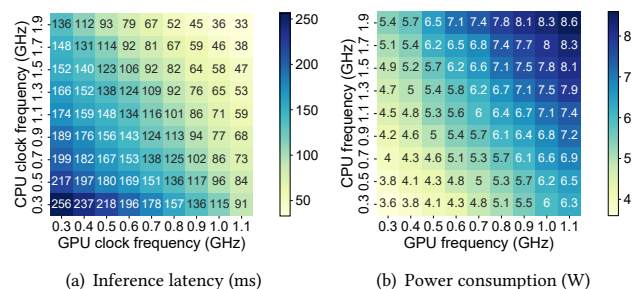 136 112 93 79 67 52 45 36 33
148 131 114 92 81 67 59 46 38
152 140 123 106 92 82 64 58 47
166 152 138 124 109 92 76 65 53
174 159 148 134 116 101 86 71 59
189 176 156 143 124 113 94 77 68
199 182 167 153 138 125 102 86 73
217 197 180 169 151 136 117 96 84
256 237 218 196 178 157 136 115 91
CPU clock frequency (GHz)
0.3 0.5 0.7 0.9 1.1 1.3 1.5 1.7 1.9
0.3 0.4 0.5 0.6 0.7 0.8 0.9 1.0 1.1
GPU clock frequency (GHz)
250
200
150
100
50
(a) Inference latency (ms)
5.4 5.7 6.5 7.1 7.4 7.8 8.1 8.3 8.6
5.1 5.4 6 6.5 6.8 7.4 7.7 8 8.3
4.9 5.2 5.7 6.2 6.6 7.1 7.5 7.8 8.1
4.7 5 5.4 5.8 6.2 6.7 7.1 7.5 7.9
4.5 4.8 5.3 5.7 6 6.4 6.7 7.1 7.4
4.2 4.6 5 5.4 5.7 6.1 6.4 6.8 7.2
4 4.3 4.8 5.1 5.3 5.7 6.1 6.6 6.9
3.8 4.1 4.5 4.8 5 5.3 5.7 6.2 6.5
3.6 3.8 4.1 4.3 4.8 5.1 5.5 6 6.3
CPU frequency (GHz)
0.3 0.5 0.7 0.9 1.1 1.3 1.5 1.7 1.9
0.3 0.4 0.5 0.6 0.7 0.8 0.9 1.0 1.1
GPU frequency (GHz)
8
7
6
5
4
(b) Power consumption (W)